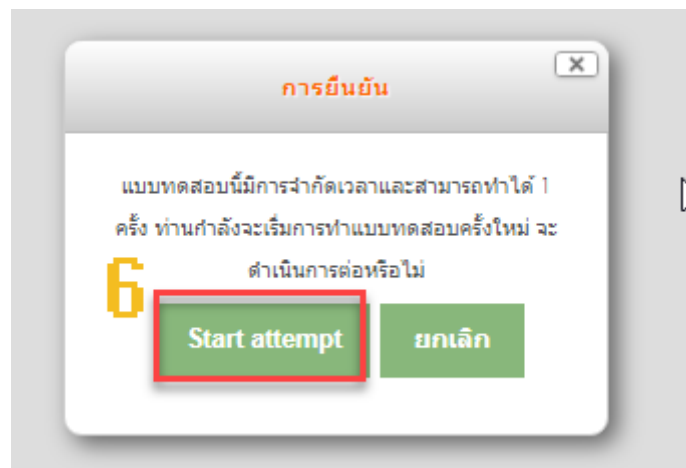 การยืนยัน
แบบทดสอบนี้มีการจำกัดเวลาและสามารถทำได้ 1
ครั้ง ท่านกำลังจะเริ่มการทำแบบทดสอบครั้งใหม่ จะ
ดำเนินการต่อหรือไม่
6
Start attempt ยกเลิก